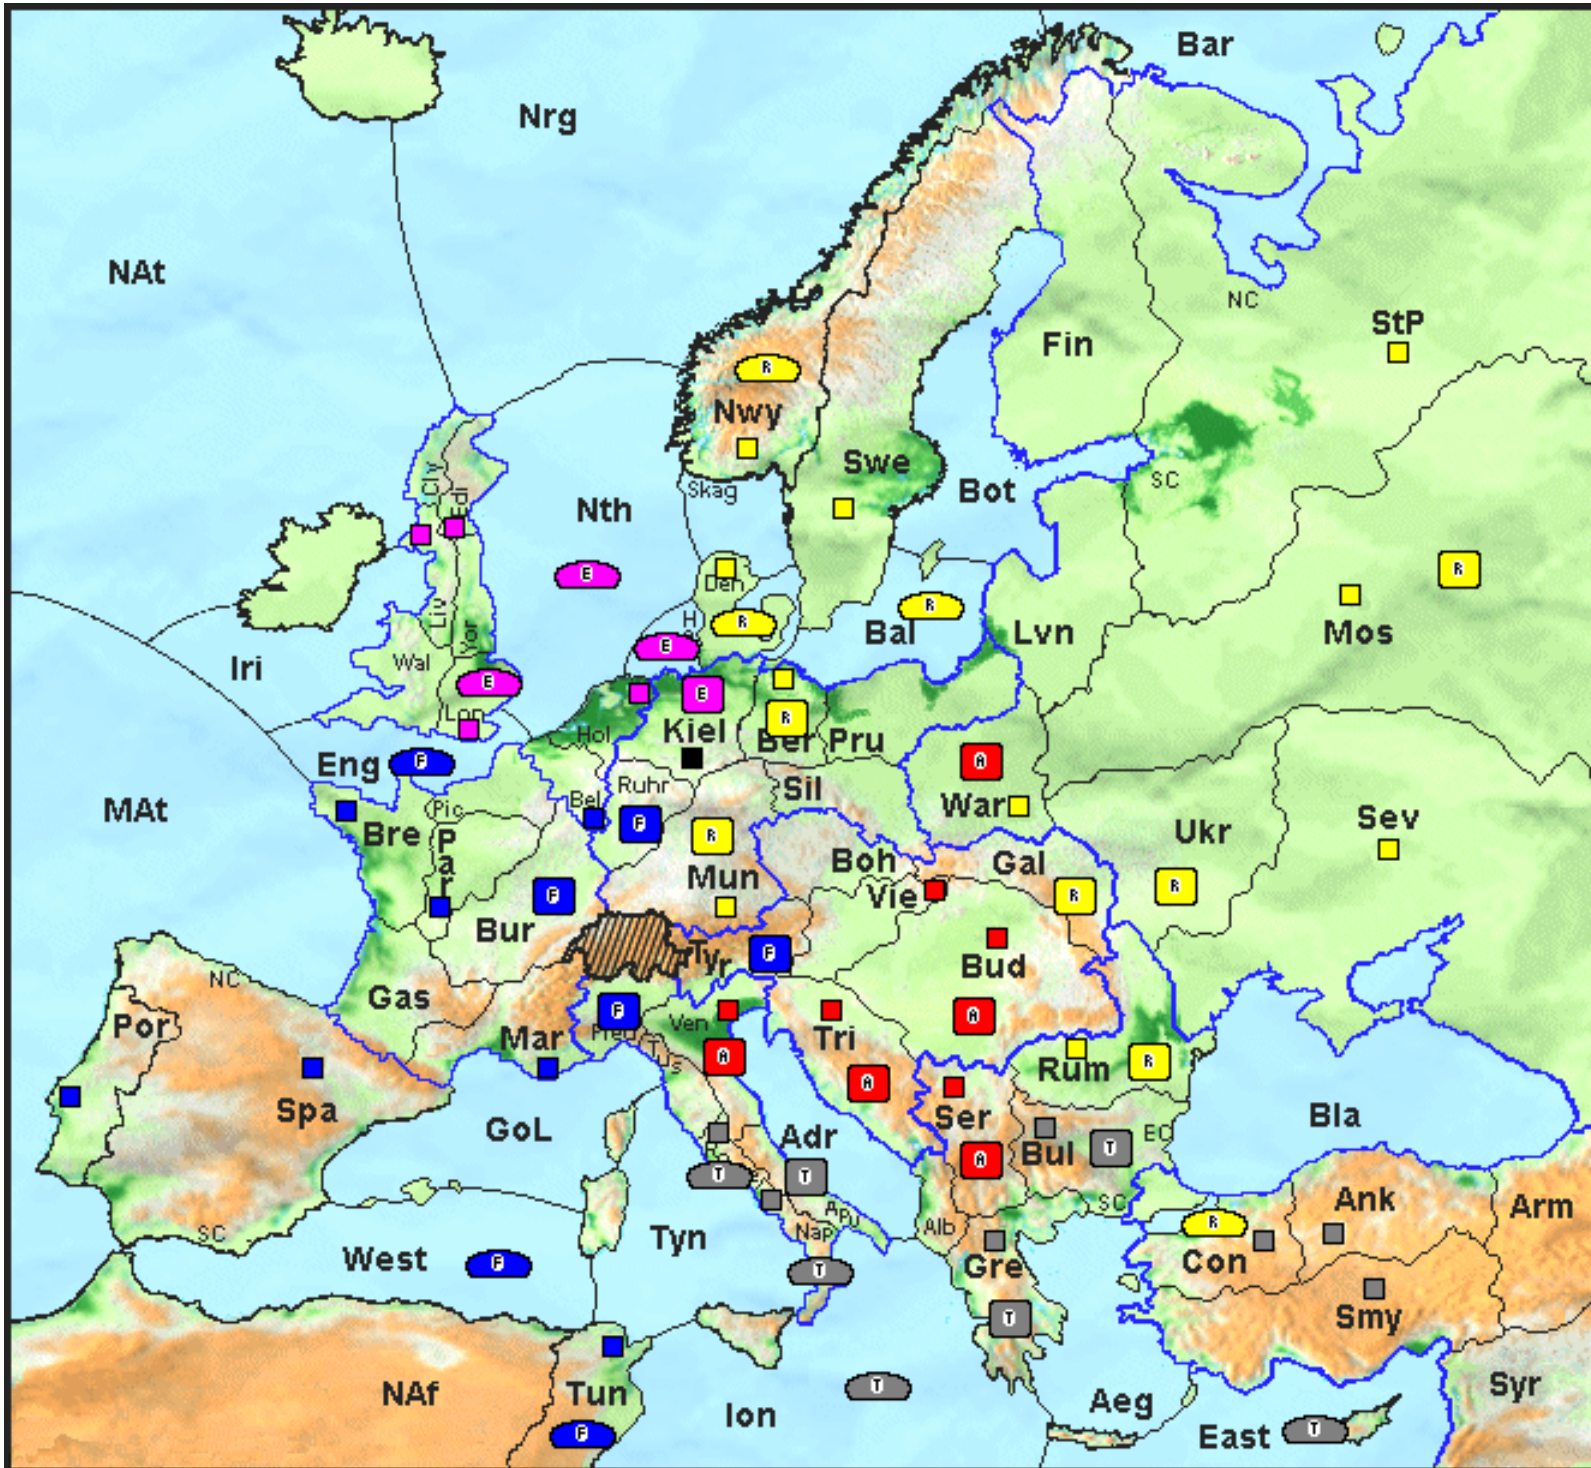 Bar
Nrg
NAt
NC
StP
Fin
Nwy
Swe
Cly
Edi
SC
Skag
Bot
Nth
R
R
E
Den
R
R
Liv
Yor
H
Bal
Lvn
Mos
Iri
Wal
E
E
E
Lon
Kiel
R
Ber
Pru
Hol
Eng
F
A
Ruhr
Sil
MAt
Pic
Bel
War
Bre
Par
F
R
Ukr
Sev
Boh
Gal
Mun
Vie
R
R
F
Bur
F
Tyr
Bud
NC
Gas
Por
F
Pied
Ven
A
Mar
Tri
Tus
A
R
Rum
A
Spa
Ser
GoL
Adr
Bla
EC
T
Bul
A
T
T
Ank
SC
Apu
Arm
SC
Alb
R
Nap
Tyn
West
F
T
Gre
Con
T
Smy
T
NAf
Tun
Ion
Aeg
Syr
F
East
T